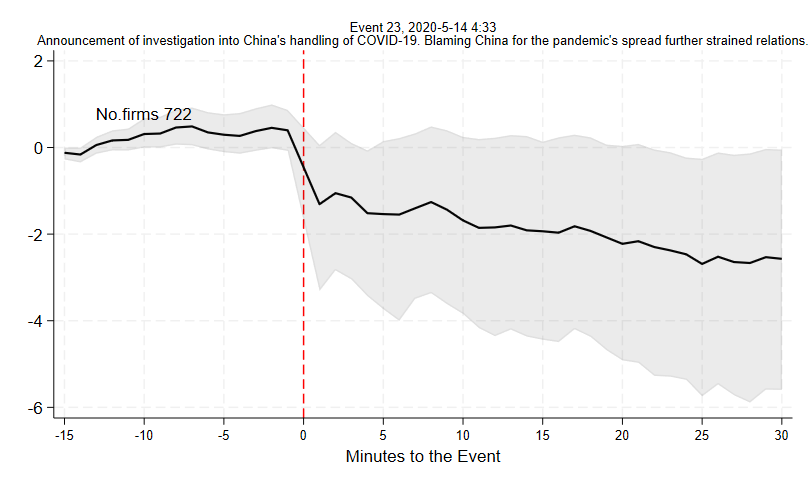 Event 23, 2020-5-14 4:33
Announcement of investigation into China's handling of COVID-19. Blaming China for the pandemic's spread further strained relations.
2
No.firms 722
0
-2
-4
-6
-15 -10 -5 0 5 10 15 20 25 30
Minutes to the Event